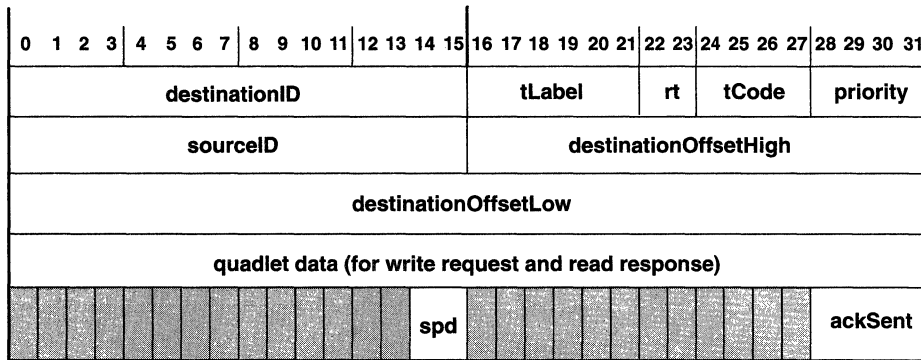 0 1 2 3 4 5 6 7 8 9 10 11 12 13 14 15 16 17 18 19 20 21 22 23 24 25 26 27 28 29 30 31
destinationID tLabel rt tCode priority
sourceID destinationOffsetHigh
destinationOffsetLow
quadlet data (for write request and read response)
spd ackSent